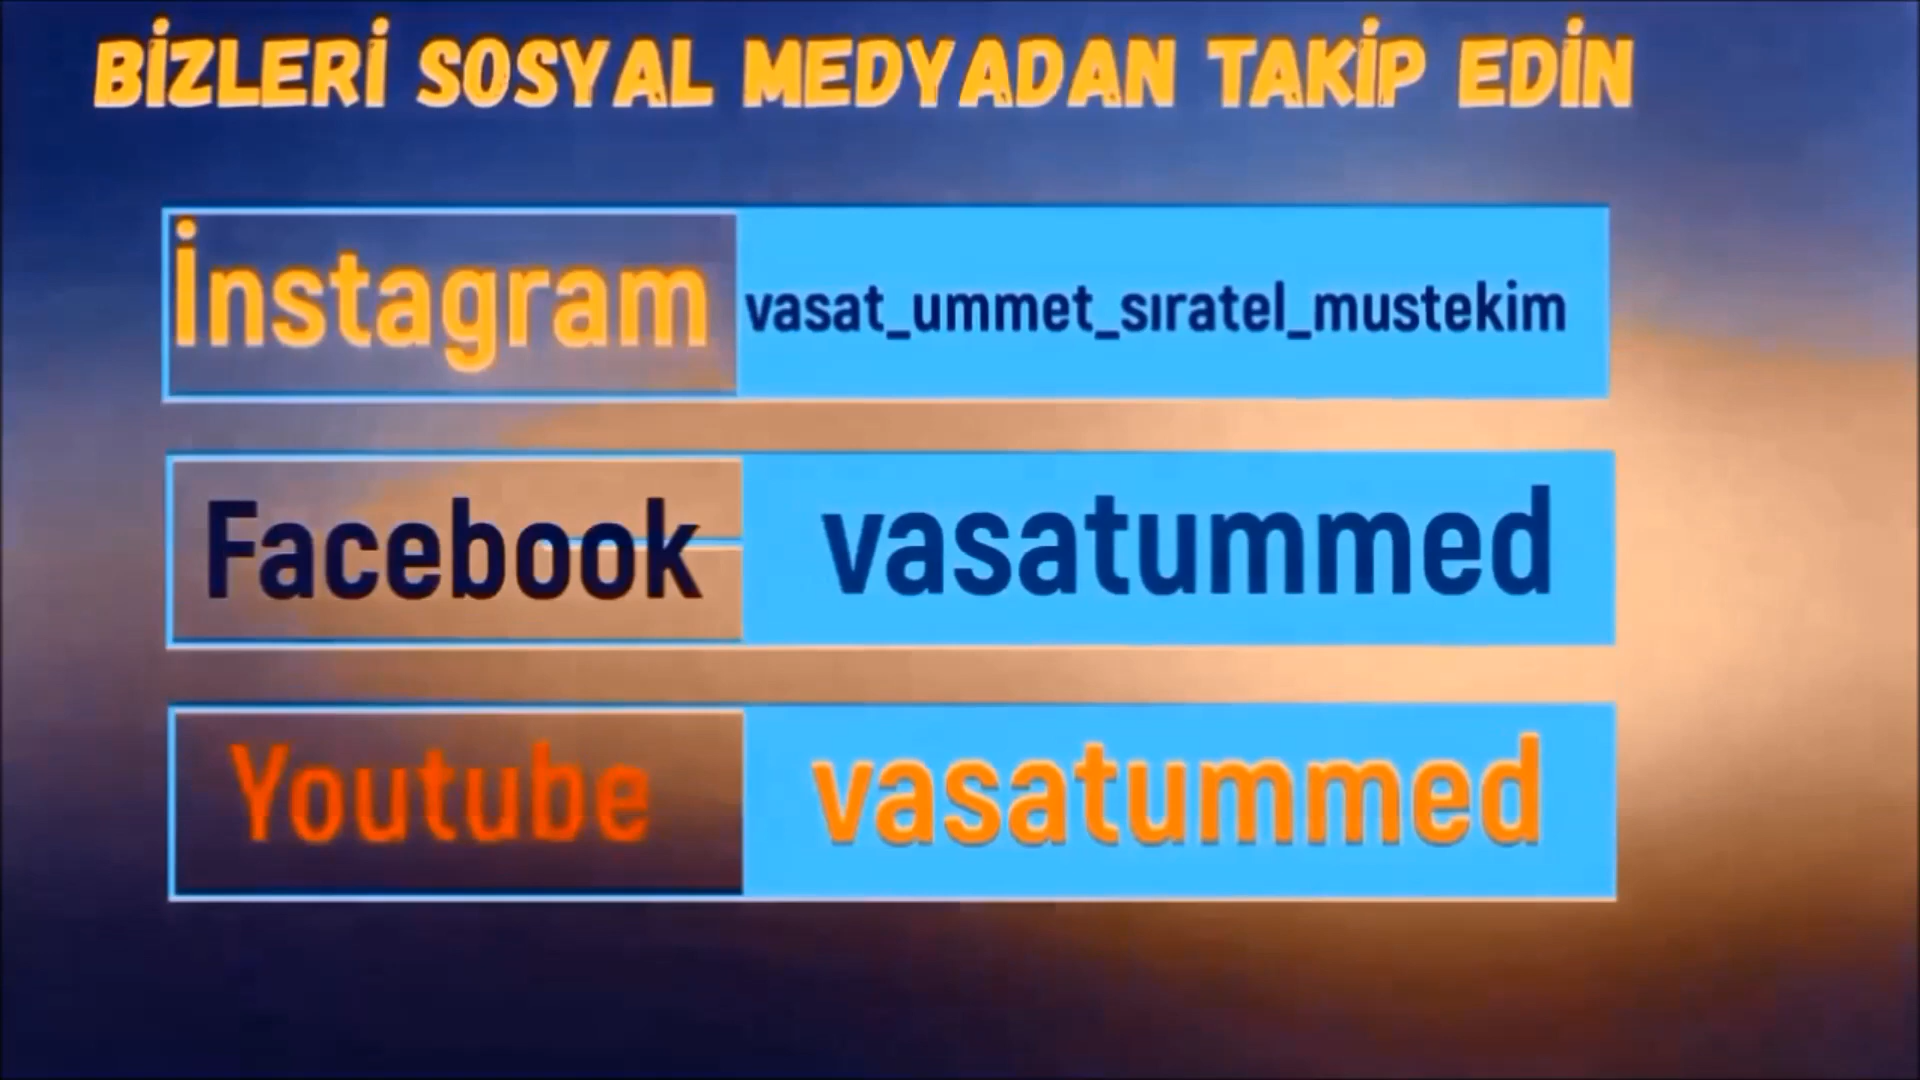 BİZLERİ SOSYAL MEDYADAN TAKİP EDİN
İnstagram vasat_ummet_sıratel_mustekim
Facebook vasatummed
Youtube vasatummed